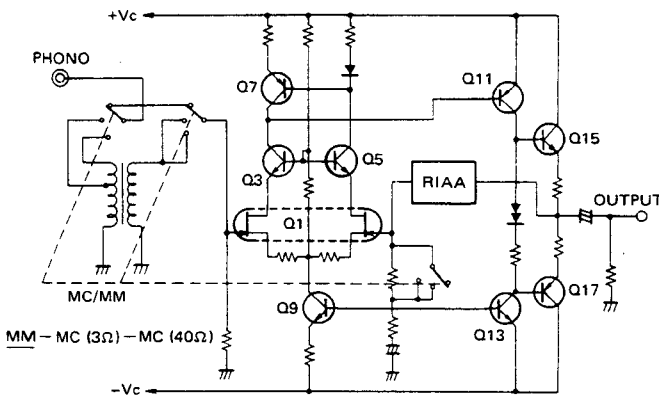 +Vc
PHONO
Q7
Q11
Q15
Q3
Q5
RIAA
OUTPUT
Q1
MC/MM
Q9
Q17
Q13
MM – MC (3Ω) – MC (40Ω)
–Vc